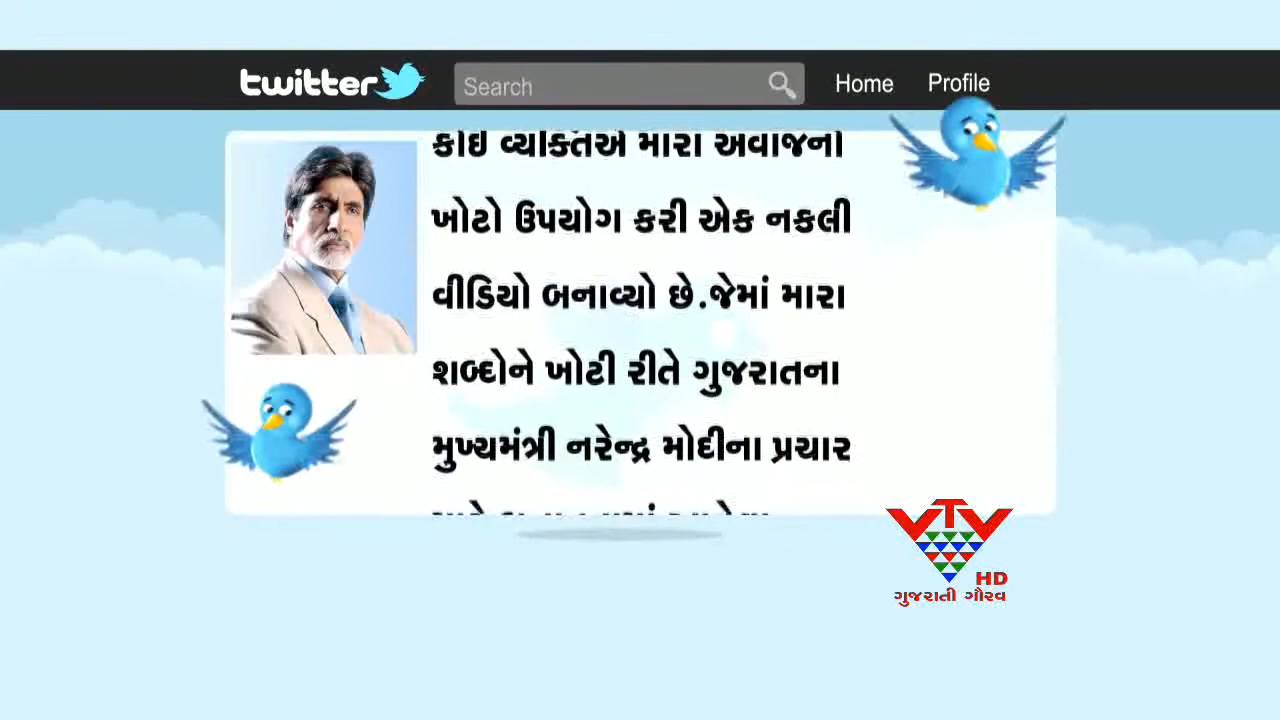 twitter
Search
Home
Profile
કોઇ વ્યક્તિએ મારા અવાજનો
ખોટો ઉપયોગ કરી એક નકલી
વીડિયો બનાવ્યો છે.જેમાં મારા
શબ્દોને ખોટી રીતે ગુજરાતના
મુખ્યમંત્રી નરેન્દ્ર મોદીના પ્રચાર
VTV
HD
ગુજરાતી ગૌરવ